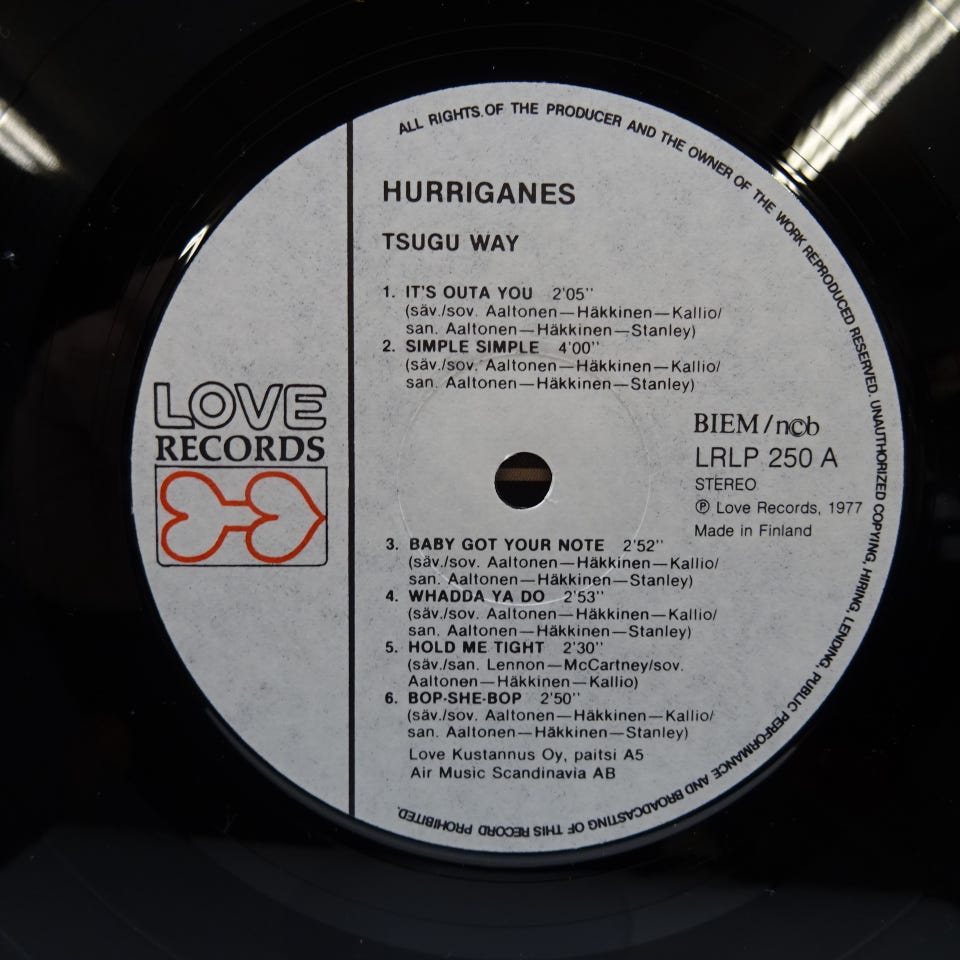 ALL RIGHTS OF THE PRODUCER AND THE OWNER OF THE WORK REPRODUCED RESERVED. UNAUTHORIZED COPYING, HIRING, LENDING, PUBLIC PERFORMANCE AND BROADCASTING OF THIS RECORD PROHIBITED.
HURRIGANES
TSUGU WAY
1. IT'S OUTA YOU 2'05''
(säv./sov. Aaltonen—Häkkinen—Kallio/
san. Aaltonen—Häkkinen—Stanley)
2. SIMPLE SIMPLE 4'00''
(säv./sov. Aaltonen—Häkkinen—Kallio/
san. Aaltonen—Häkkinen—Stanley)
LOVE
RECORDS
BIEM/n©b
LRLP 250 A
STEREO
℗ Love Records, 1977
Made in Finland
3. BABY GOT YOUR NOTE 2'52''
(säv./sov. Aaltonen—Häkkinen—Kallio/
san. Aaltonen—Häkkinen—Stanley)
4. WHADDA YA DO 2'53''
(säv./sov. Aaltonen—Häkkinen—Kallio/
san. Aaltonen—Häkkinen—Stanley)
5. HOLD ME TIGHT 2'30''
(säv./san. Lennon—McCartney/sov.
Aaltonen—Häkkinen—Kallio)
6. BOP-SHE-BOP 2'50''
(säv./sov. Aaltonen—Häkkinen—Kallio/
san. Aaltonen—Häkkinen—Stanley)
Love Kustannus Oy, paitsi A5
Air Music Scandinavia AB